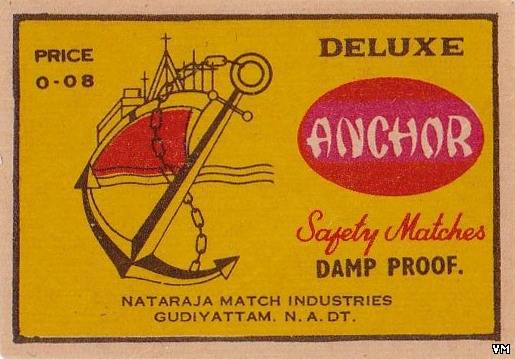 PRICE
0-08
DELUXE
ANCHOR
Safety Matches
DAMP PROOF.
NATARAJA MATCH INDUSTRIES
GUDIYATTAM. N. A. DT.
VM